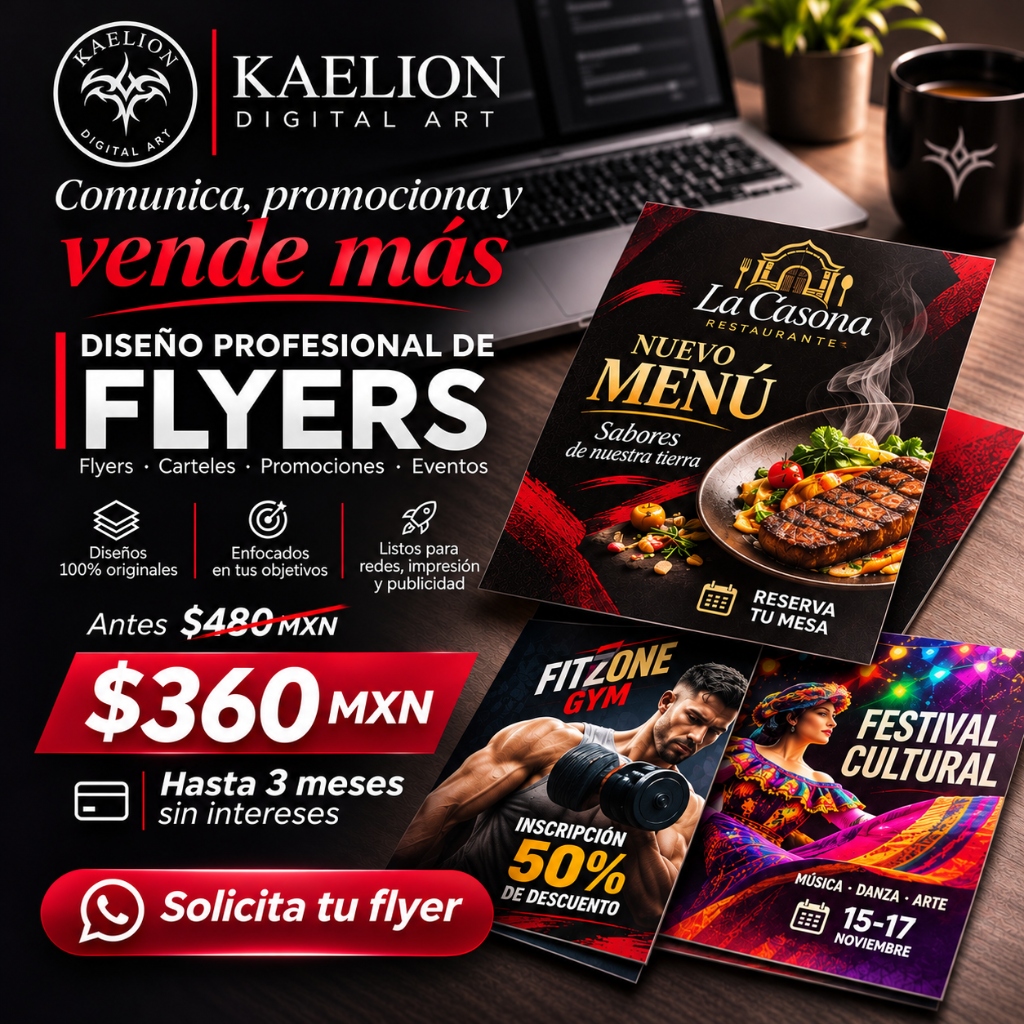 KAELION
DIGITAL ART
KAELION
DIGITAL ART
Comunica, promociona y
vende más
DISEÑO PROFESIONAL DE
FLYERS
Flyers · Carteles · Promociones · Eventos
Diseños
100% originales
Enfocados
en tus objetivos
Listos para
redes, impresión
y publicidad
Antes $480 MXN
$360 MXN
Hasta 3 meses
sin intereses
Solicita tu flyer
La Casona
RESTAURANTE
NUEVO
MENÚ
Sabores
de nuestra tierra
RESERVA
TU MESA
FITZONE
GYM
INSCRIPCIÓN
50%
DE DESCUENTO
FESTIVAL
CULTURAL
MÚSICA · DANZA · ARTE
15-17
NOVIEMBRE